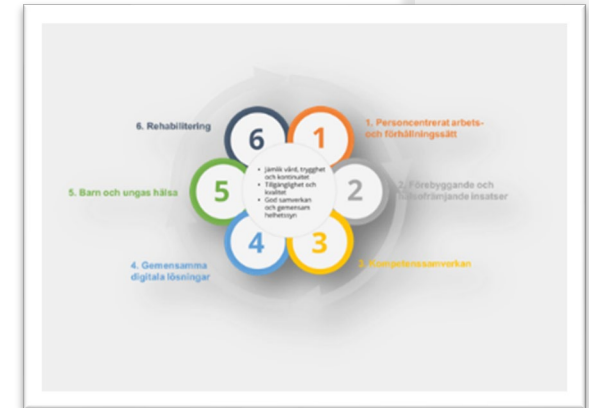 1. Personcentrerat arbets-
och förhållningssätt
2. Förebyggande och
hälsofrämjande insatser
3. Kompetenssamverkan
4. Gemensamma
digitala lösningar
5. Barn och ungas hälsa
6. Rehabilitering
6
1
5
2
4
3
• Jämlik vård, trygghet
och kontinuitet
• Tillgänglighet och
kvalitet
• God samverkan
och gemensam
helhetssyn